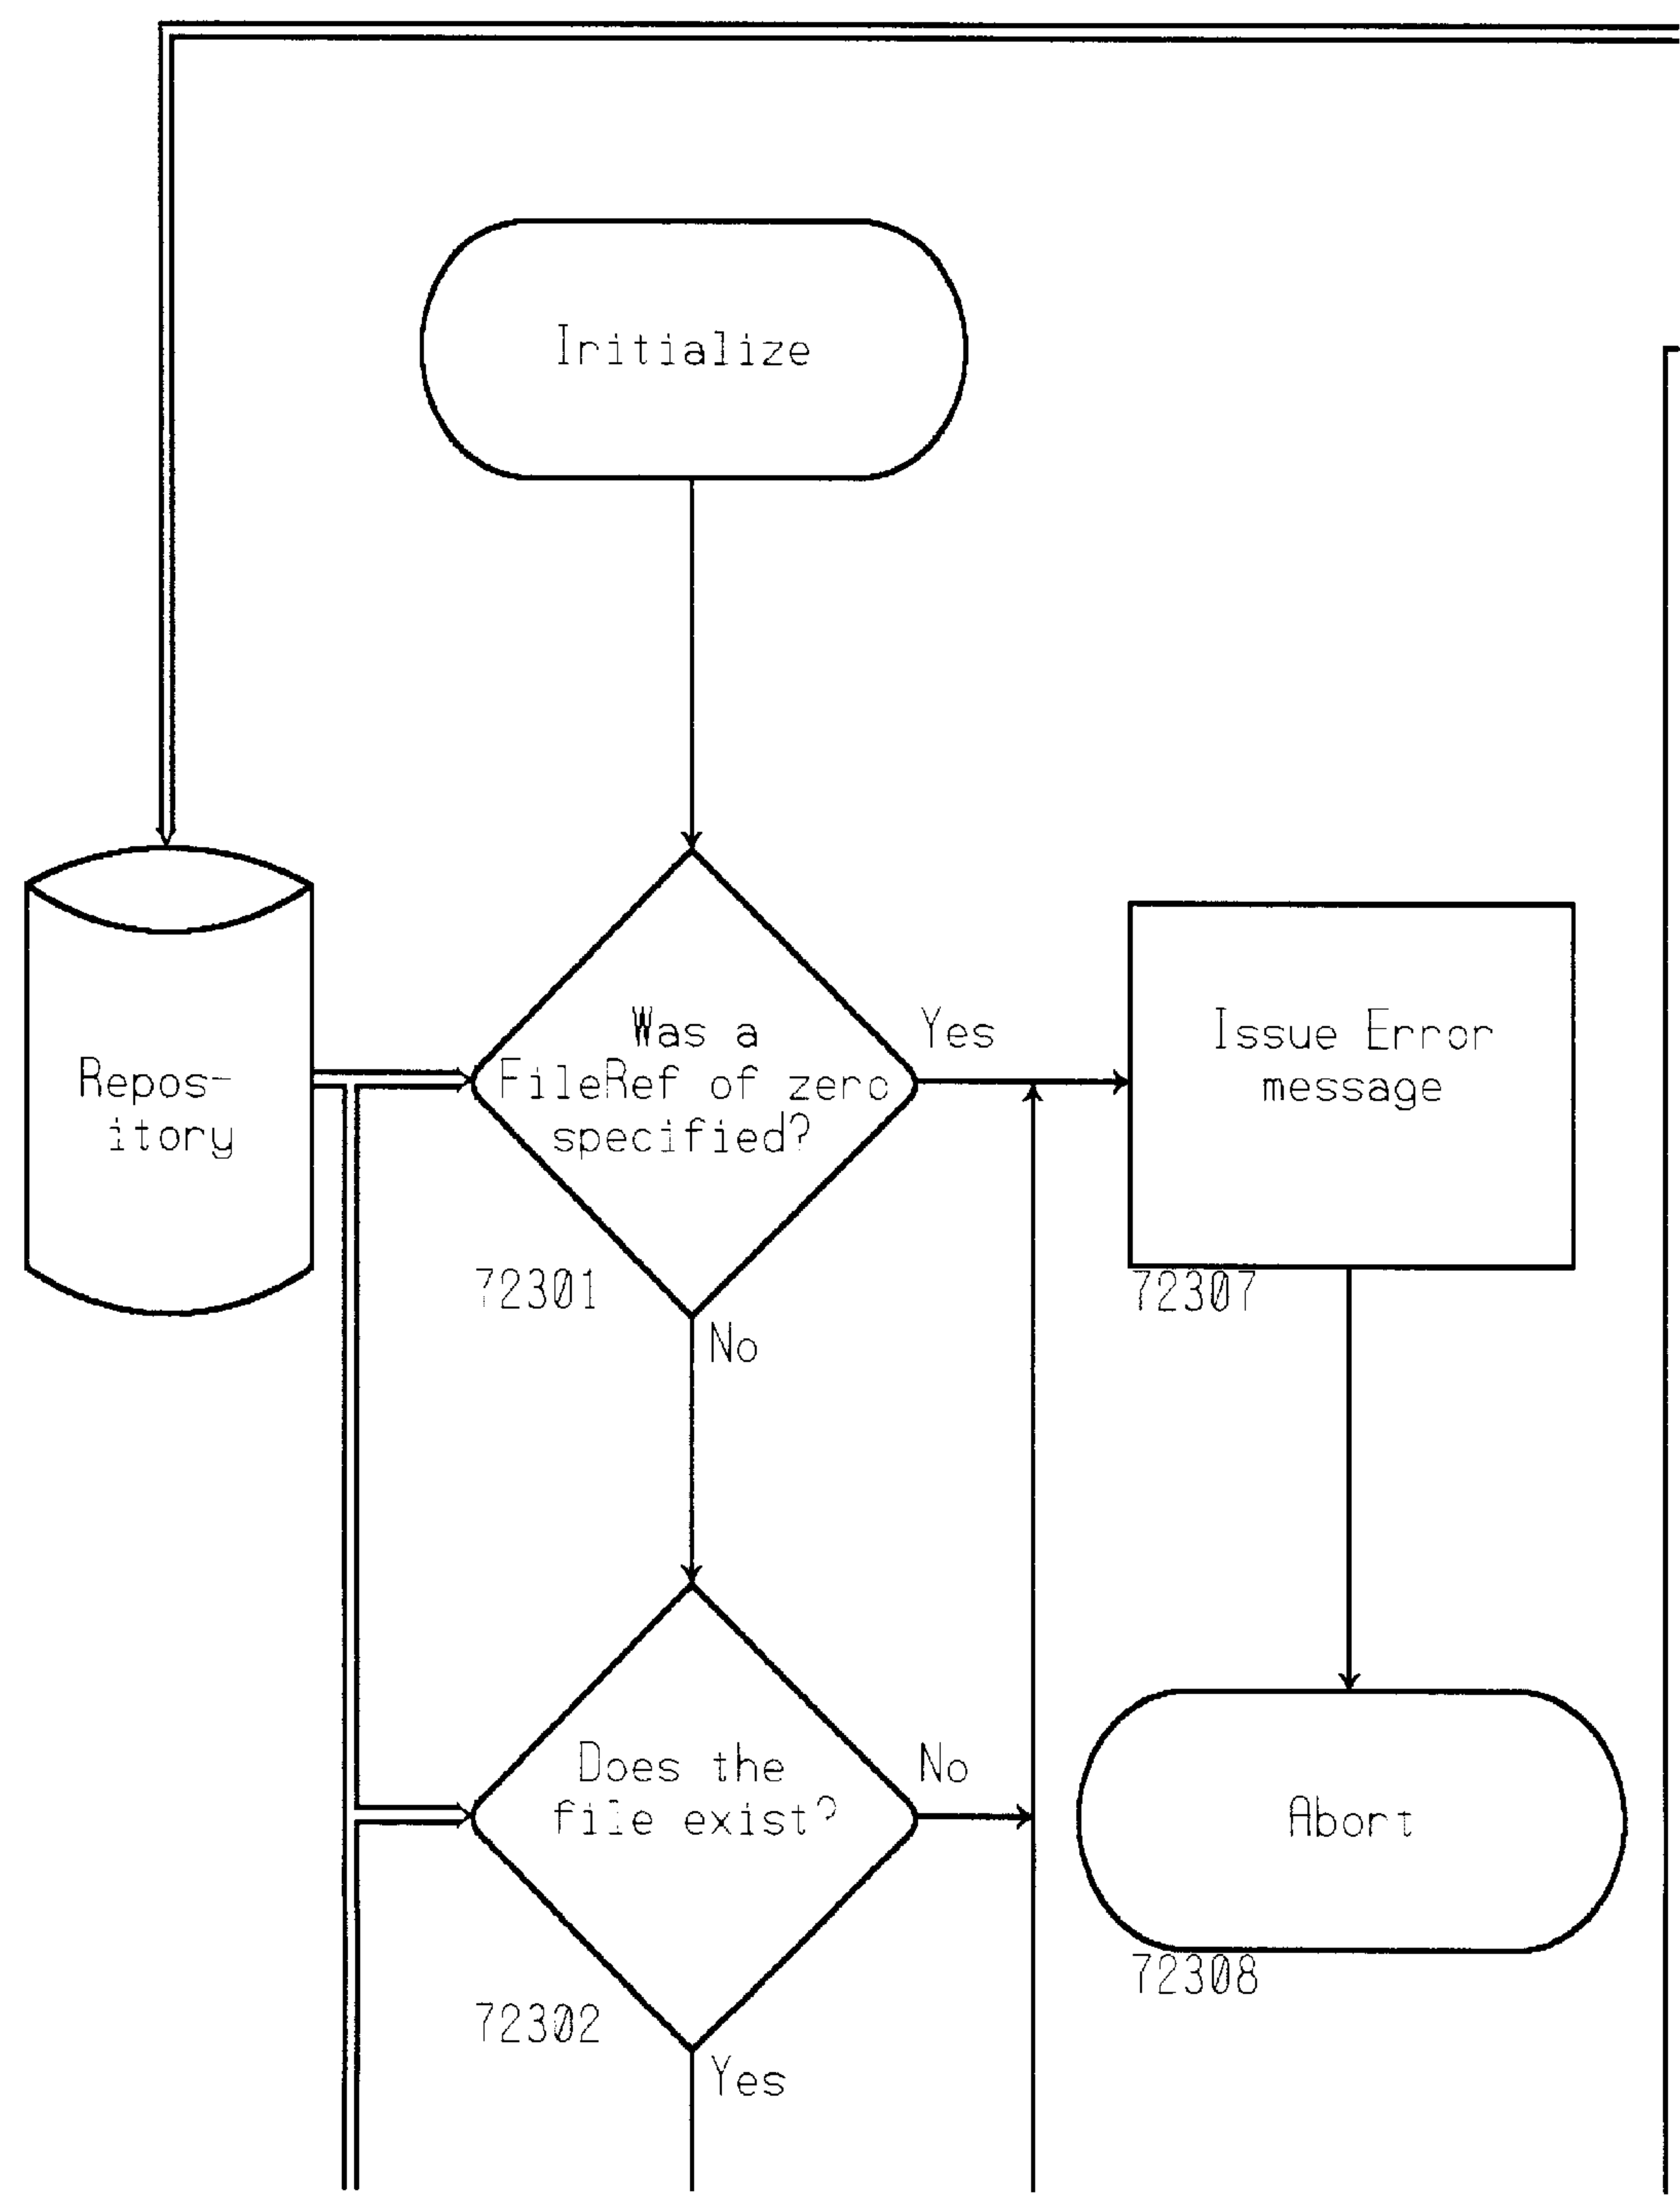 Initialize
Repos-
itory
Was a
FileRef of zero
specified?
Yes
Issue Error
message
72301
72307
No
Does the
file exist?
No
Abort
72302
72308
Yes